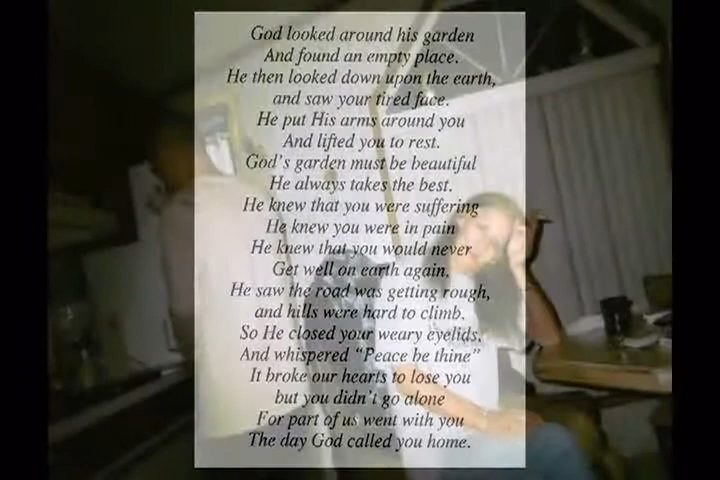 God looked around his garden
And found an empty place.
He then looked down upon the earth,
and saw your tired face.
He put His arms around you
And lifted you to rest.
God's garden must be beautiful
He always takes the best.
He knew that you were suffering
He knew you were in pain
He knew that you would never
Get well on earth again.
He saw the road was getting rough,
and hills were hard to climb.
So He closed your weary eyelids,
And whispered “Peace be thine”
It broke our hearts to lose you
but you didn't go alone
For part of us went with you
The day God called you home.